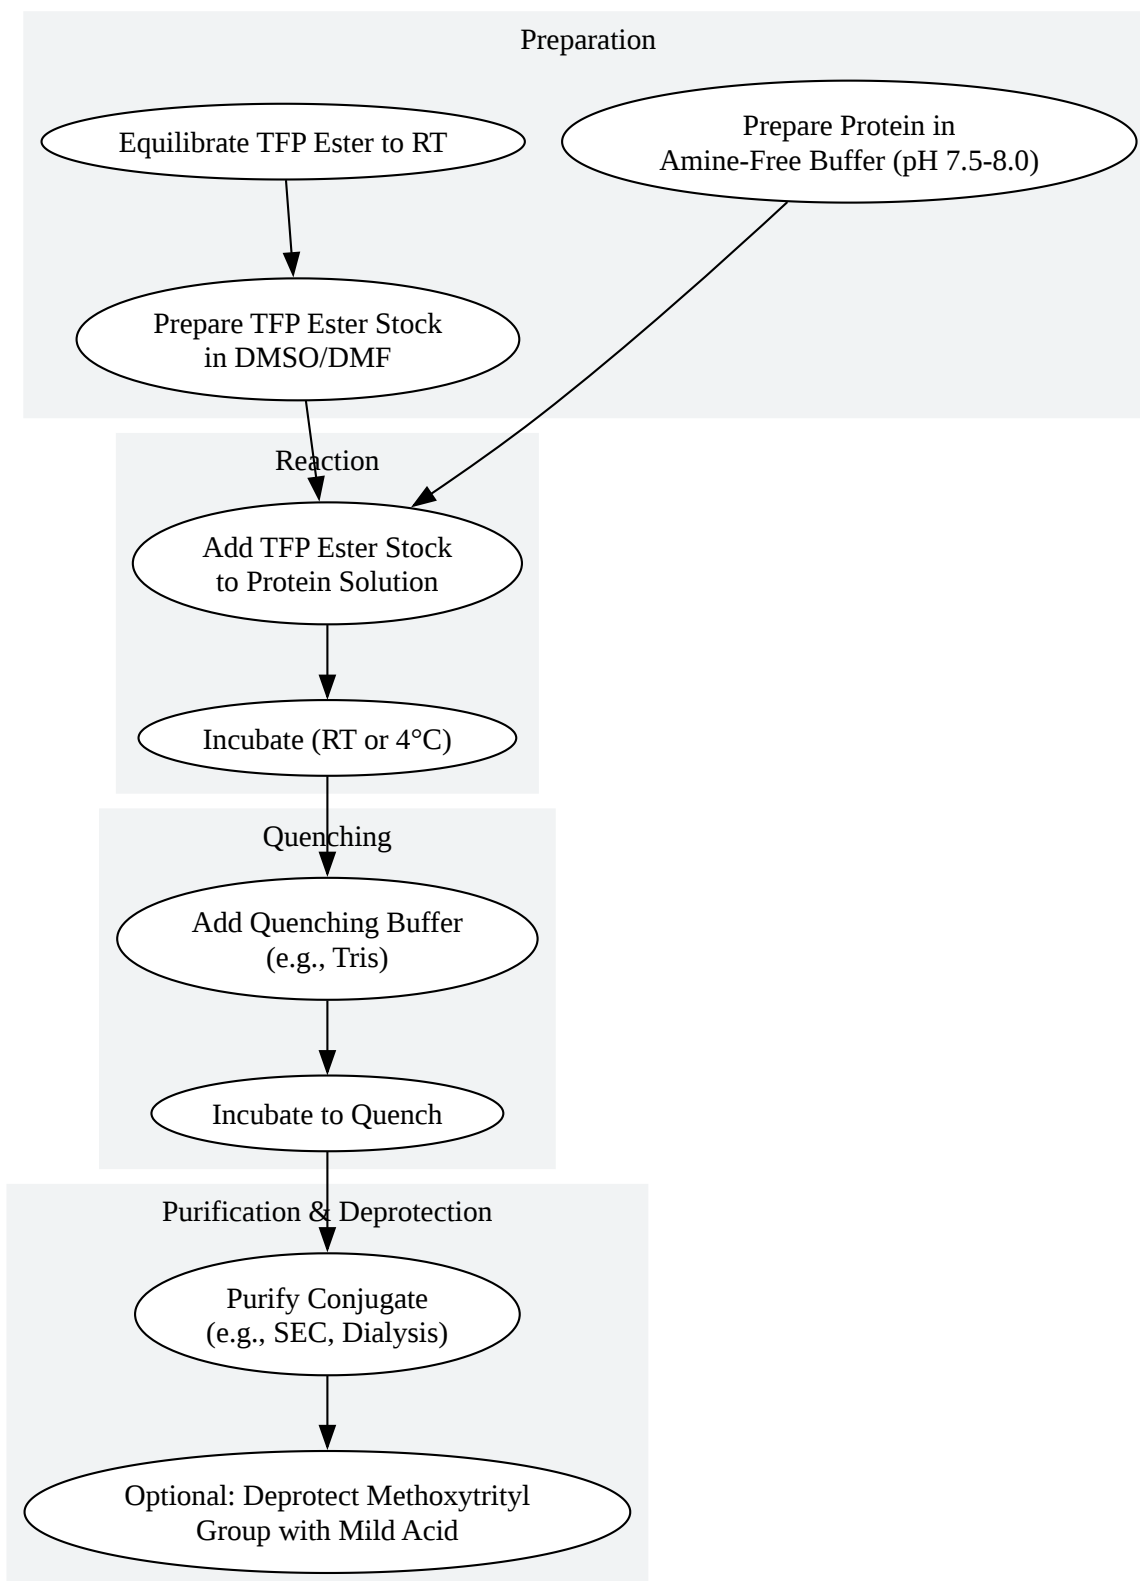 Preparation
Equilibrate TFP Ester to RT
Prepare Protein in
Amine-Free Buffer (pH 7.5-8.0)
Prepare TFP Ester Stock
in DMSO/DMF
Reaction
Add TFP Ester Stock
to Protein Solution
Incubate (RT or 4°C)
Quenching
Add Quenching Buffer
(e.g., Tris)
Incubate to Quench
Purification & Deprotection
Purify Conjugate
(e.g., SEC, Dialysis)
Optional: Deprotect Methoxytrityl
Group with Mild Acid